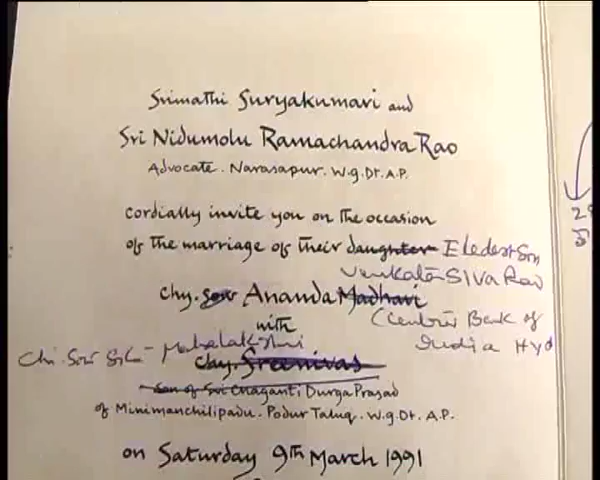 Srimathi Suryakumari and
Sri Nidumolu Ramachandra Rao
Advocate. Narasapur. W.g.Dt. A.P.
cordially invite you on the occasion
of the marriage of their daughter Eledest Son
Venkata Siva Rao
chy. sow Ananda Madhavi
(Central Bank of
with
India Hyd
Chi. Sow Mahalakshmi
chy. Sreenivas
Son of Sri Chaganti Durga Prasad
of Minimanchilipadu. Podur Taluq. W.g.Dt. A.P.
on Saturday 9th March 1991